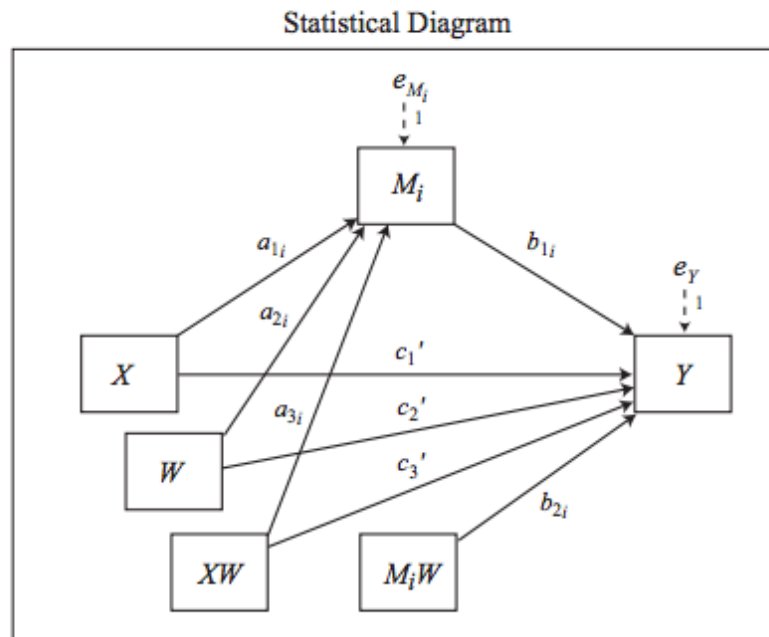 Statistical Diagram
e_{M_i}
1
M_i
a_{1i}
b_{1i}
e_Y
1
a_{2i}
X
c_1'
Y
a_{3i}
c_2'
W
c_3'
b_{2i}
XW
M_iW